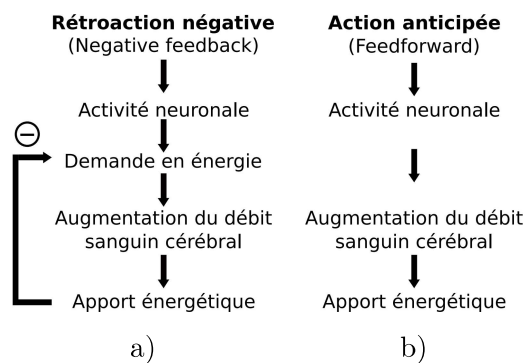 Rétroaction négative
(Negative feedback)
Activité neuronale
Demande en énergie
Augmentation du débit
sanguin cérébral
Apport énergétique
a)
Action anticipée
(Feedforward)
Activité neuronale
Augmentation du débit
sanguin cérébral
Apport énergétique
b)